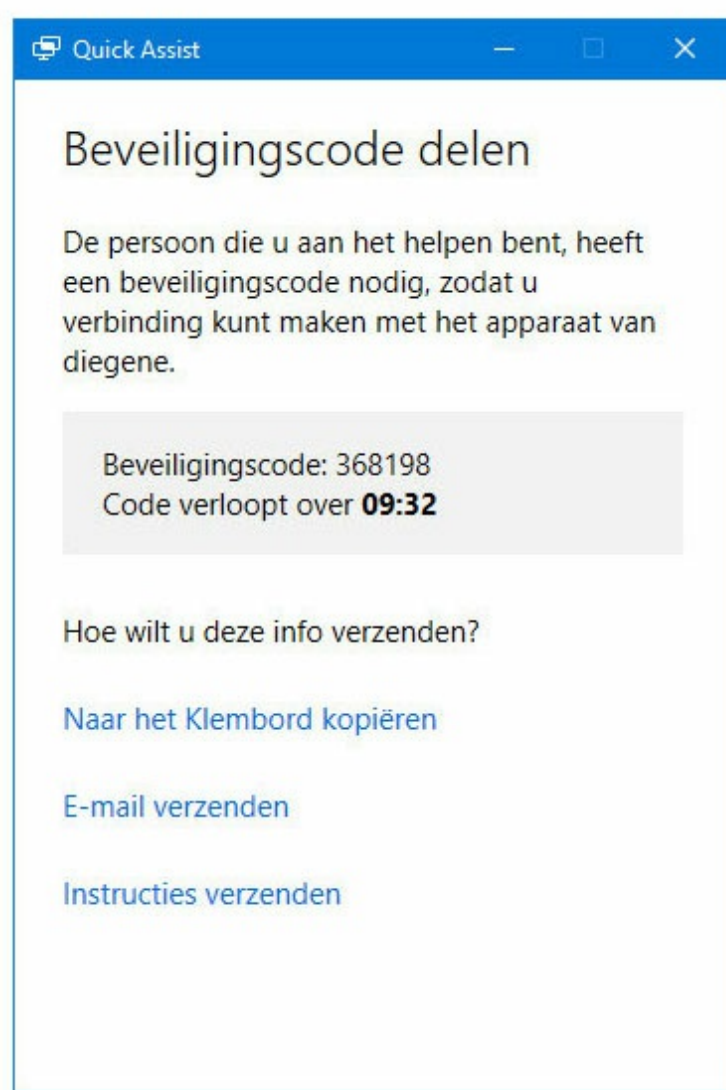 Quick Assist
Beveiligingscode delen
De persoon die u aan het helpen bent, heeft
een beveiligingscode nodig, zodat u
verbinding kunt maken met het apparaat van
diegene.
Beveiligingscode: 368198
Code verloopt over 09:32
Hoe wilt u deze info verzenden?
Naar het Klembord kopiëren
E-mail verzenden
Instructies verzenden